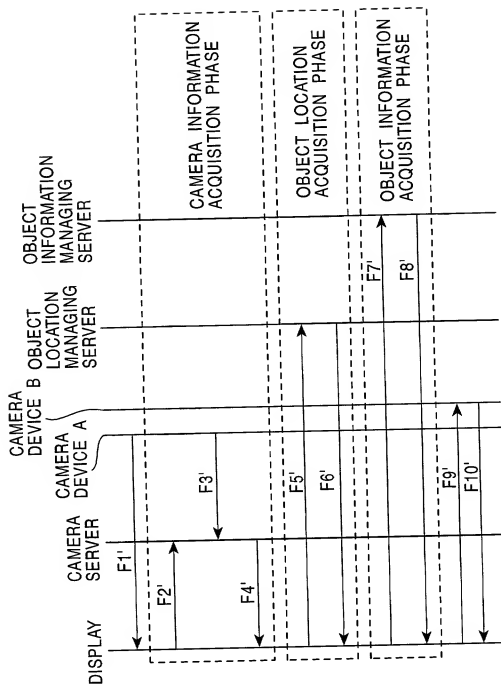 DISPLAY
CAMERA
SERVER
CAMERA
DEVICE A
CAMERA
DEVICE B
OBJECT
LOCATION
MANAGING
SERVER
OBJECT
INFORMATION
MANAGING
SERVER
F1'
F2'
F3'
F4'
CAMERA INFORMATION
ACQUISITION PHASE
F5'
F6'
OBJECT LOCATION
ACQUISITION PHASE
F7'
F8'
OBJECT INFORMATION
ACQUISITION PHASE
F9'
F10'